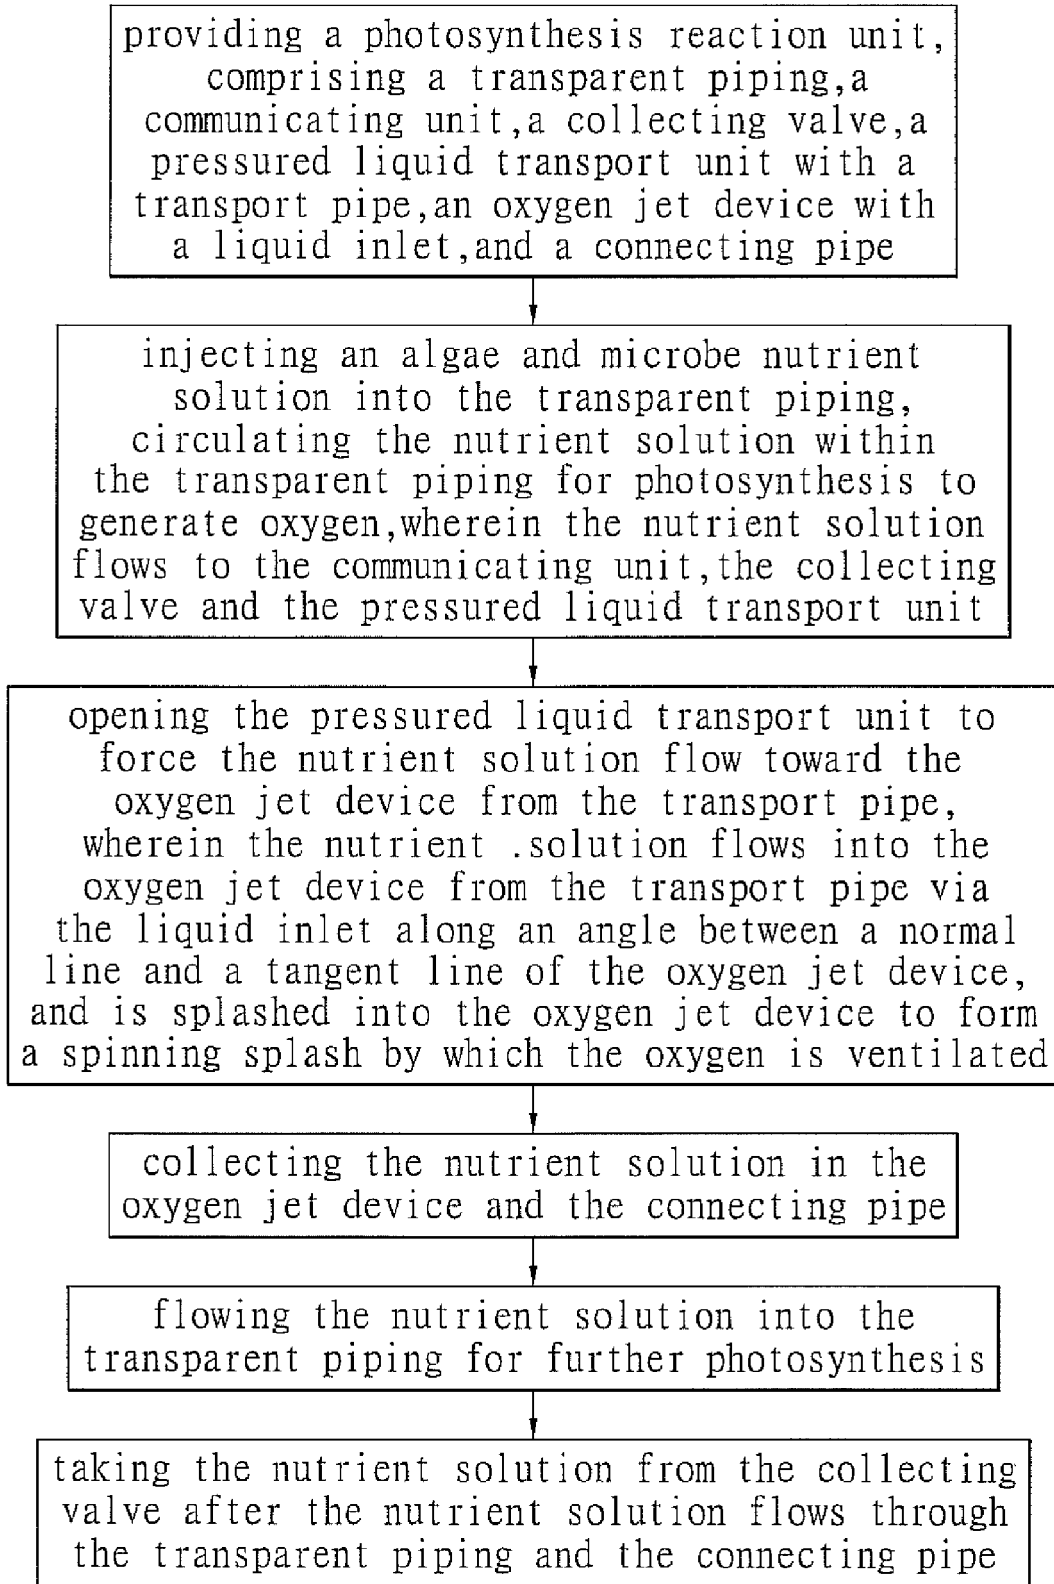 providing a photosynthesis reaction unit,
comprising a transparent piping,a
communicating unit,a collecting valve,a
pressured liquid transport unit with a
transport pipe,an oxygen jet device with
a liquid inlet,and a connecting pipe
injecting an algae and microbe nutrient
solution into the transparent piping,
circulating the nutrient solution within
the transparent piping for photosynthesis to
generate oxygen,wherein the nutrient solution
flows to the communicating unit,the collecting
valve and the pressured liquid transport unit
opening the pressured liquid transport unit to
force the nutrient solution flow toward the
oxygen jet device from the transport pipe,
wherein the nutrient .solution flows into the
oxygen jet device from the transport pipe via
the liquid inlet along an angle between a normal
line and a tangent line of the oxygen jet device,
and is splashed into the oxygen jet device to form
a spinning splash by which the oxygen is ventilated
collecting the nutrient solution in the
oxygen jet device and the connecting pipe
flowing the nutrient solution into the
transparent piping for further photosynthesis
taking the nutrient solution from the collecting
valve after the nutrient solution flows through
the transparent piping and the connecting pipe